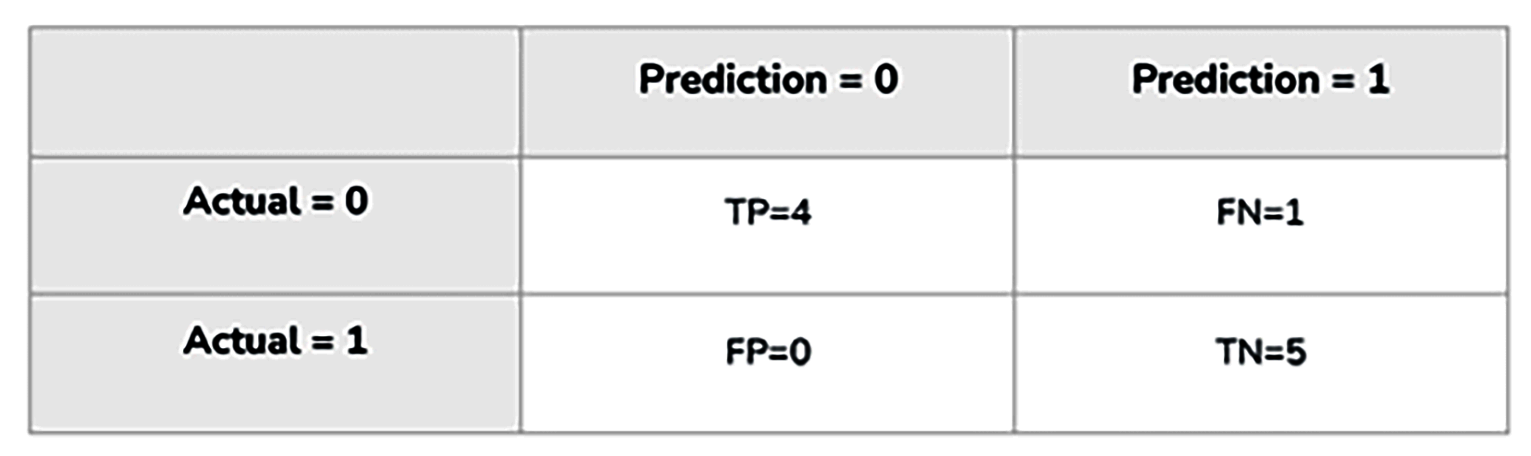 Prediction = 0 Prediction = 1
Actual = 0 TP=4 FN=1
Actual = 1 FP=0 TN=5